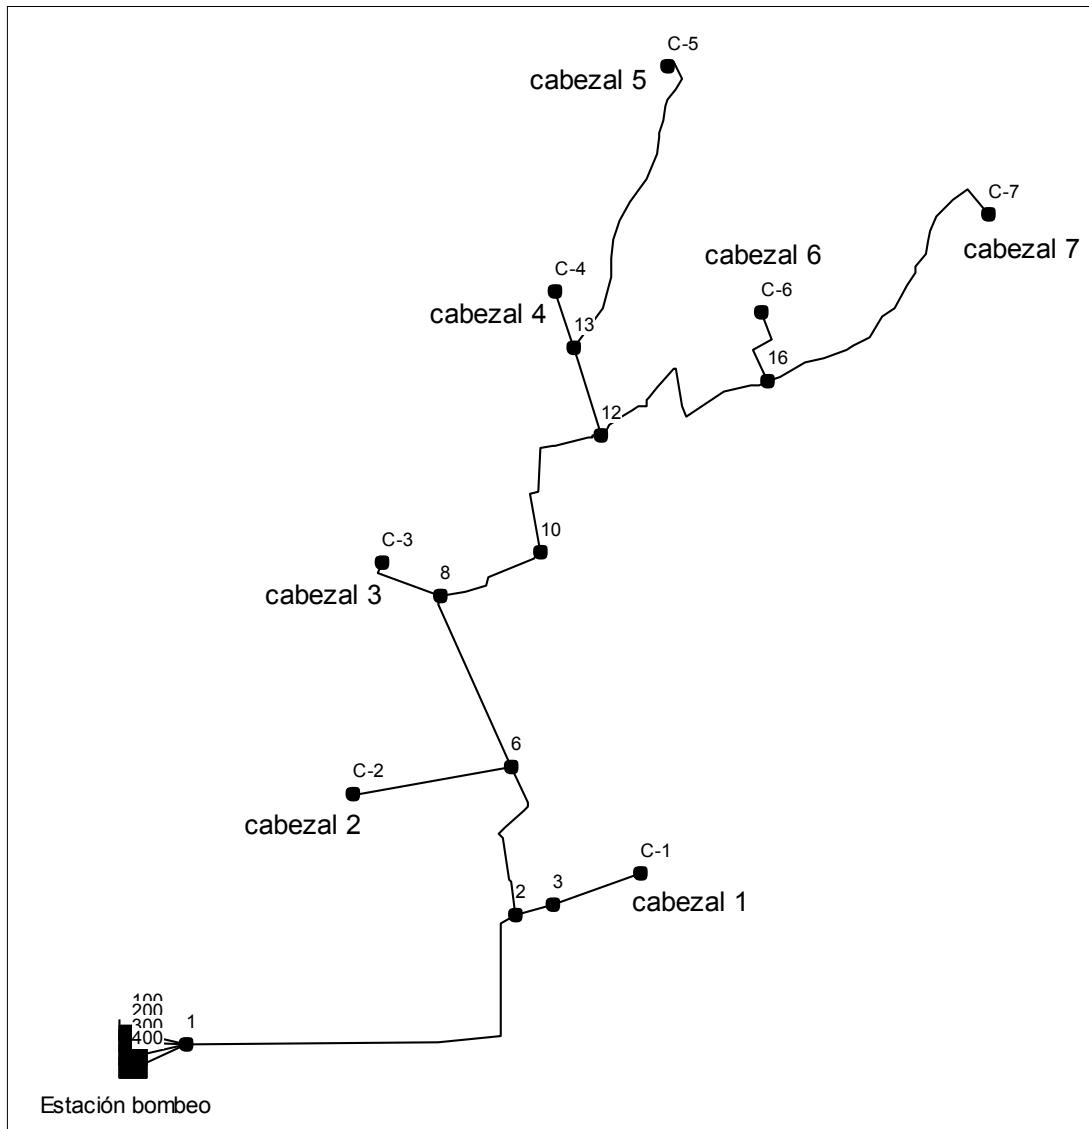 C-5
cabezal 5
C-7
cabezal 7
cabezal 6
C-6
C-4
cabezal 4
13
16
12
10
C-3
8
cabezal 3
6
C-2
cabezal 2
C-1
3
2
cabezal 1
100
200
300
400
1
Estación bombeo